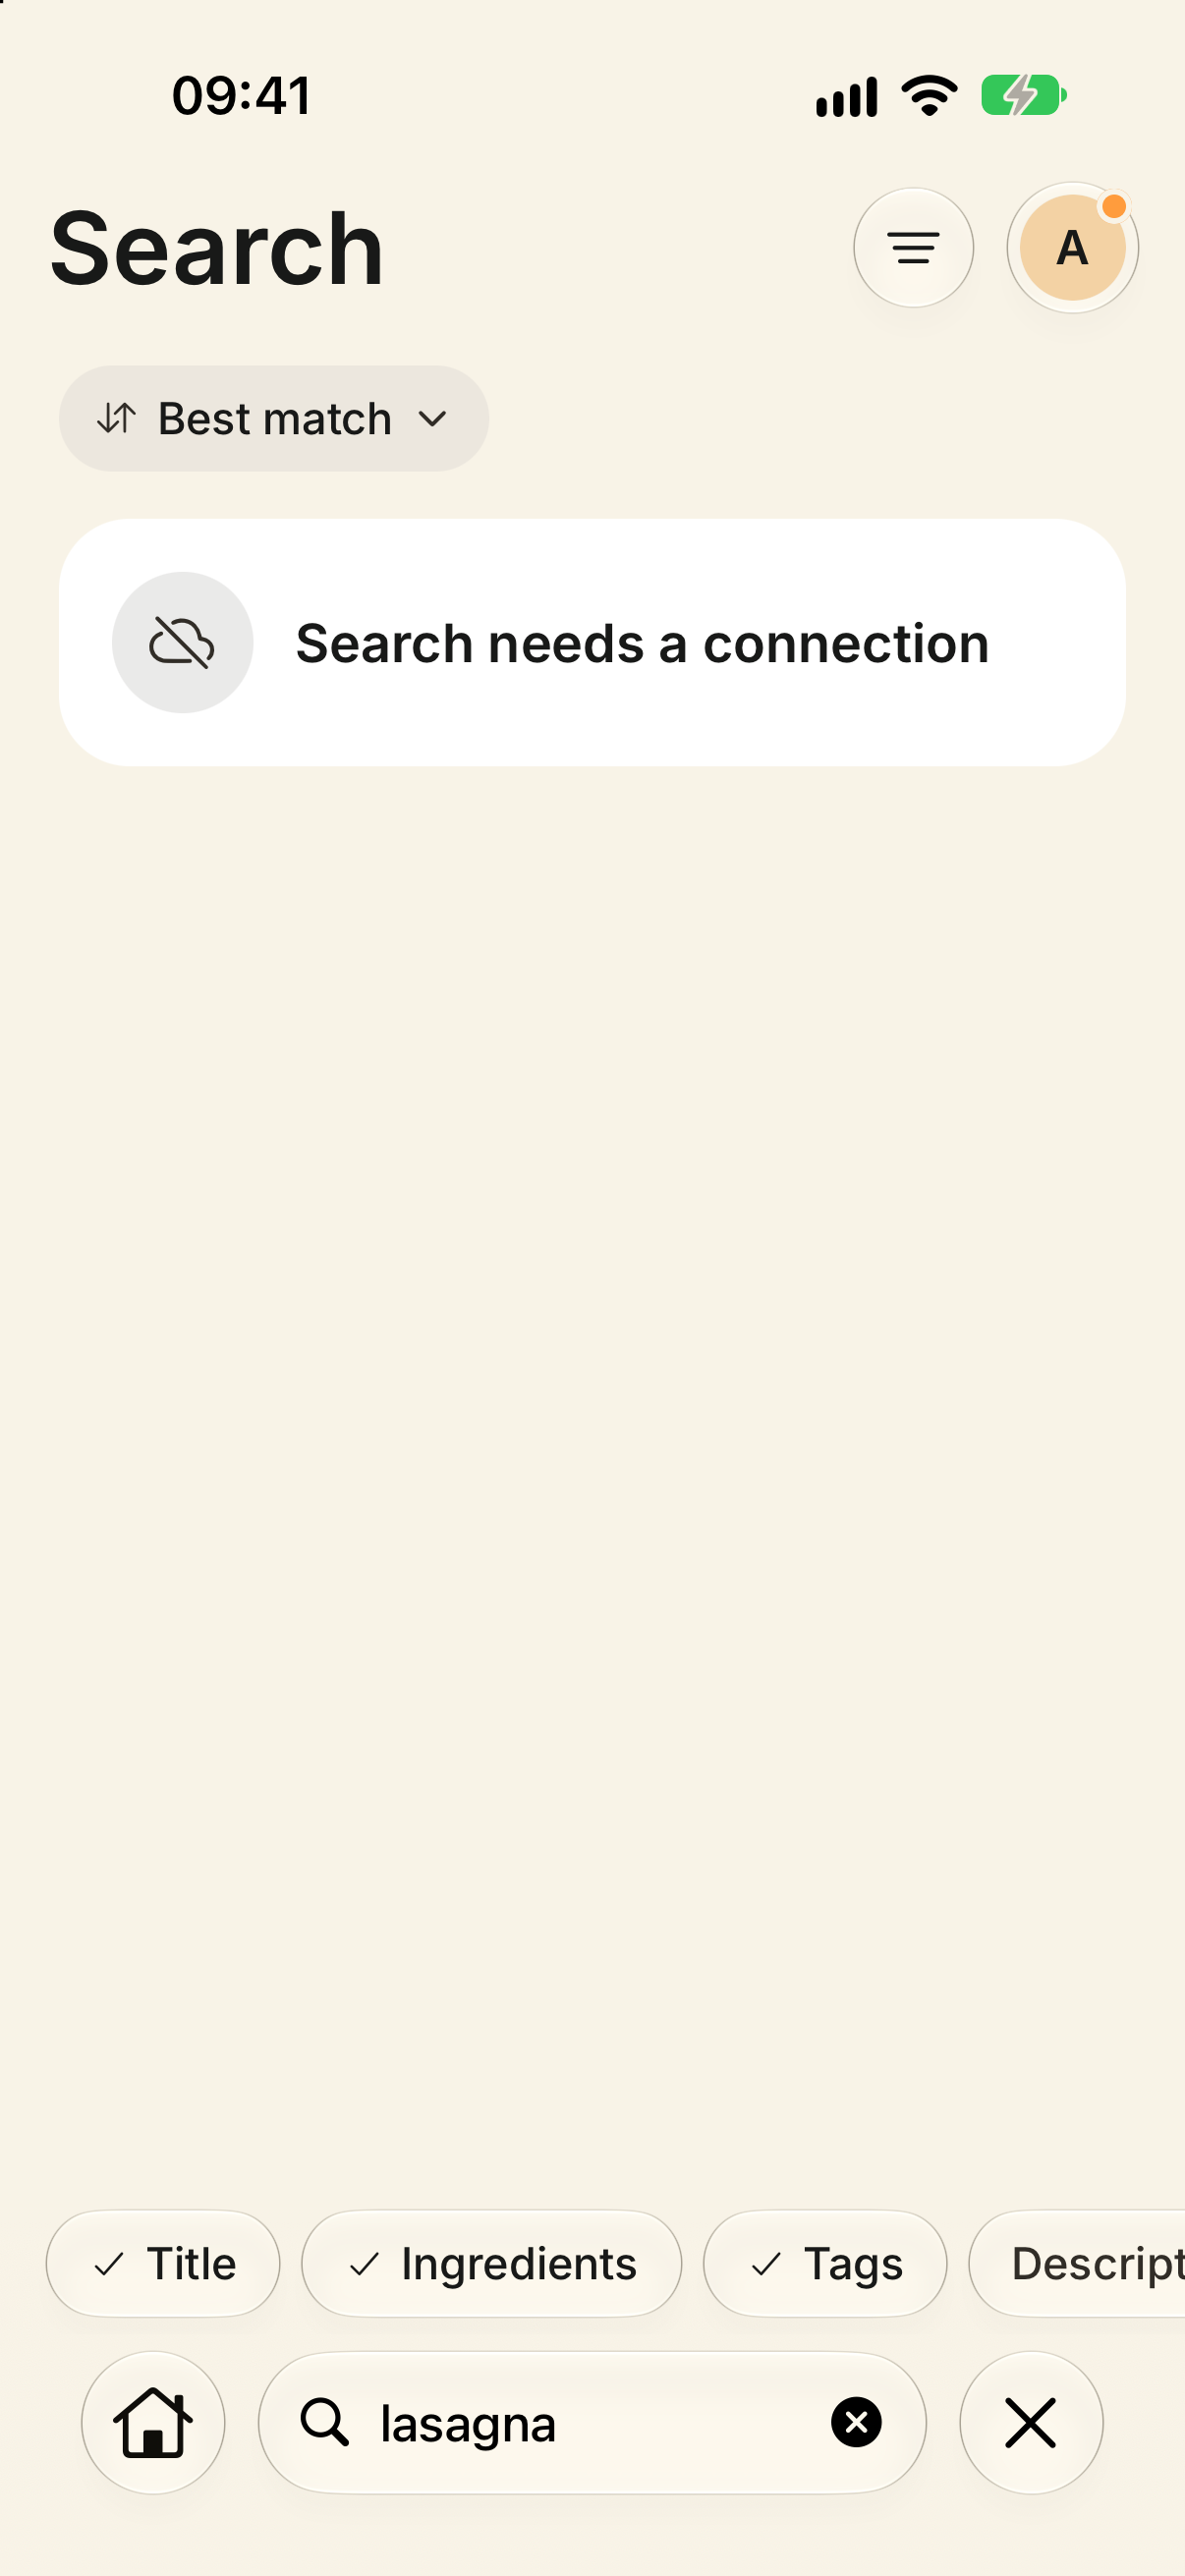 09:41
Search
A
Best match
Search needs a connection
Title
Ingredients
Tags
Descript
lasagna